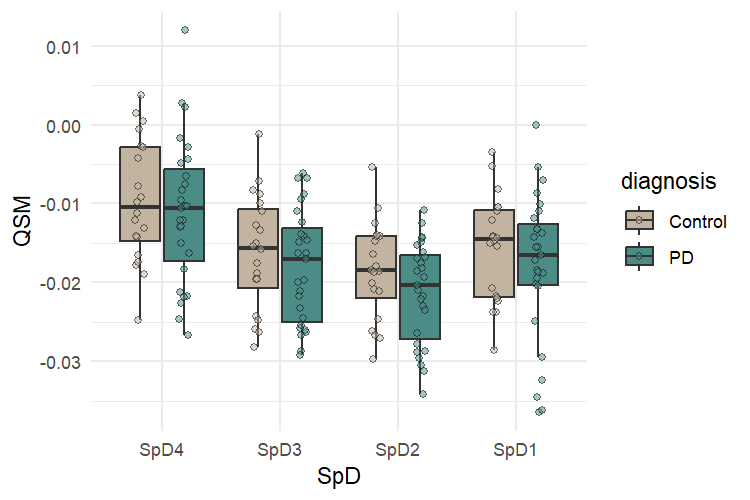 0.01
0.00
-0.01
-0.02
-0.03
QSM
SpD4 SpD3 SpD2 SpD1
SpD
diagnosis
Control
PD